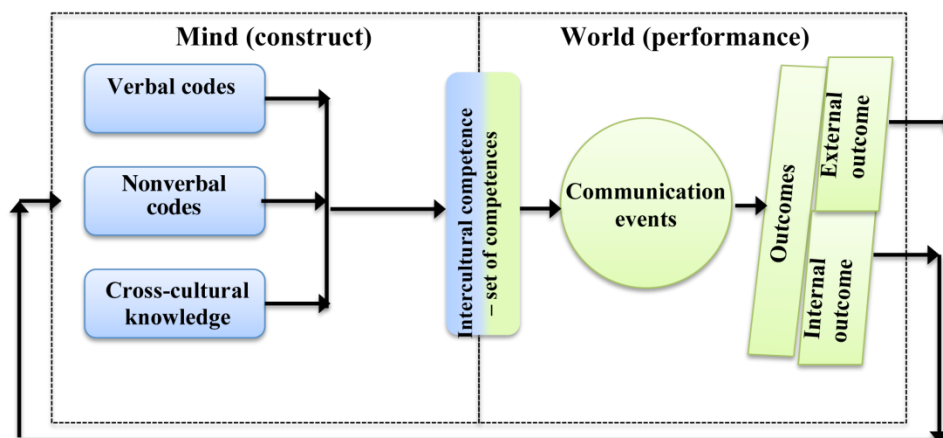 Mind (construct)
World (performance)
Verbal codes
Nonverbal
codes
Cross-cultural
knowledge
Intercultural competence
– set of competences
Communication
events
Outcomes
External
outcome
Internal
outcome